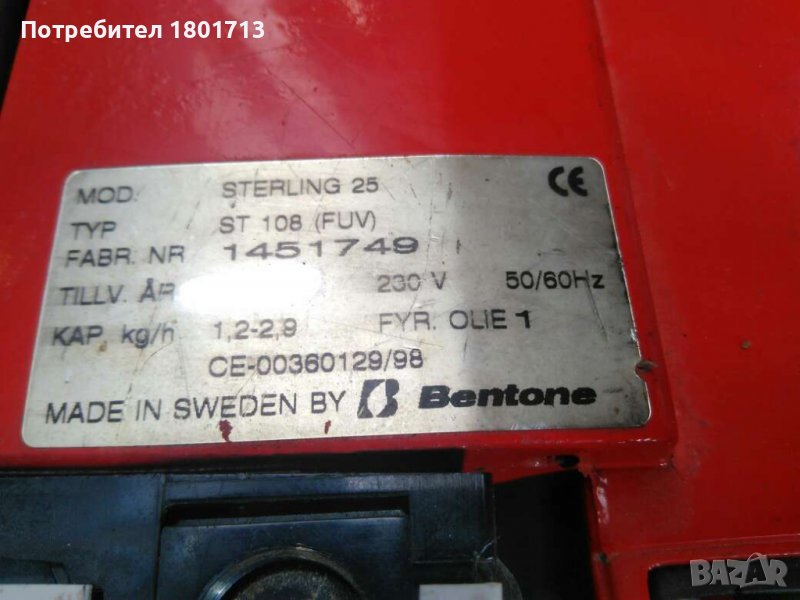 Потребител 1801713
MOD. STERLING 25 CE
TYP ST 108 (FUV)
FABR. NR 1451749
TILLV. ÅR 230 V 50/60Hz
KAP. kg/h 1,2-2,9 FYR. OLIE 1
CE-00360129/98
MADE IN SWEDEN BY Bentone
BAZAR